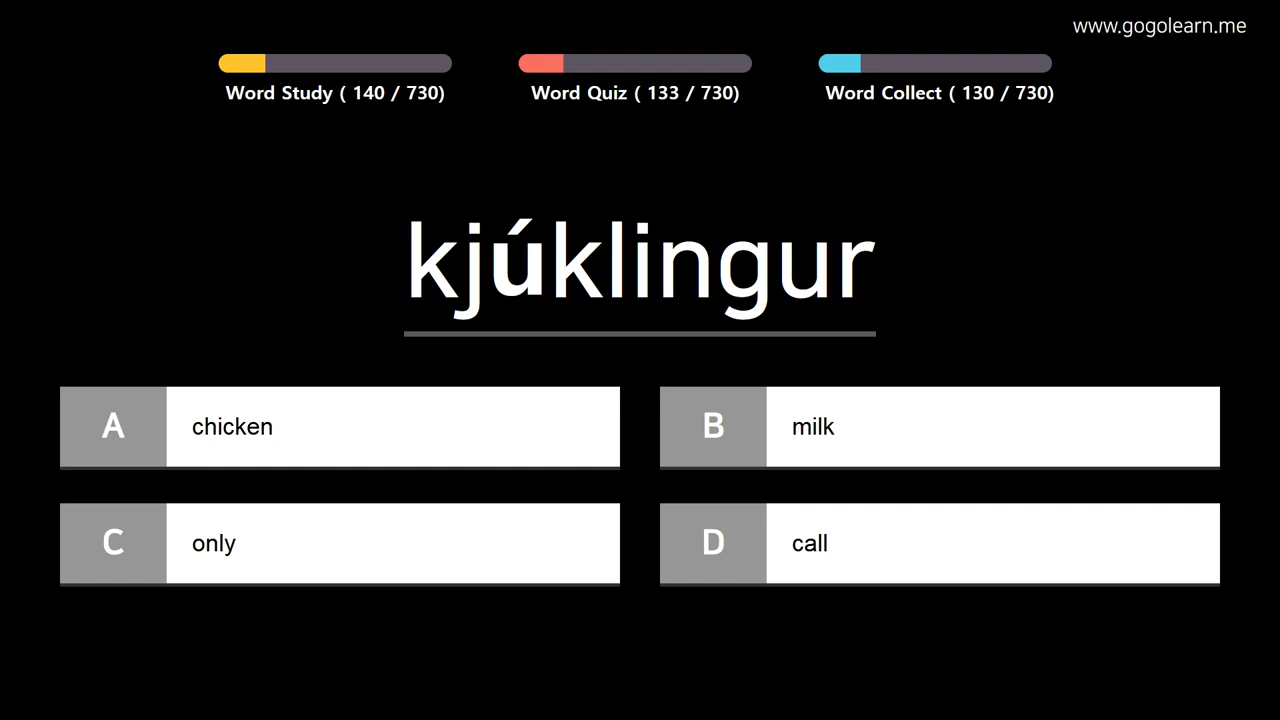 www.gogolearn.me
Word Study ( 140 / 730)
Word Quiz ( 133 / 730)
Word Collect ( 130 / 730)
kjúklingur
A chicken
B milk
C only
D call